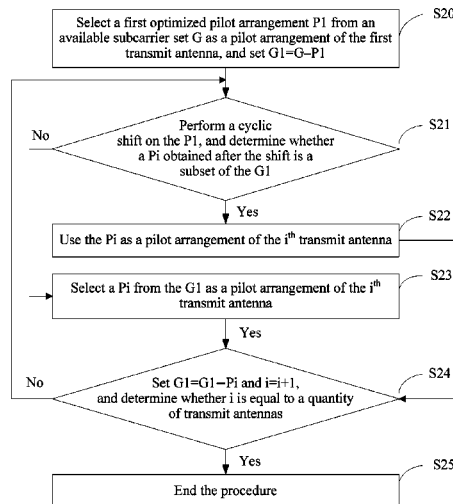 Select a first optimized pilot arrangement P1 from an
available subcarrier set G as a pilot arrangement of the first
transmit antenna, and set G1=G–P1
S20
No
Perform a cyclic
shift on the P1, and determine whether
a Pi obtained after the shift is a
subset of the G1
S21
Yes
Use the Pi as a pilot arrangement of the ith transmit antenna
S22
Select a Pi from the G1 as a pilot arrangement of the ith
transmit antenna
S23
Yes
No
Set G1=G1–Pi and i=i+1,
and determine whether i is equal to a quantity
of transmit antennas
S24
Yes
End the procedure
S25